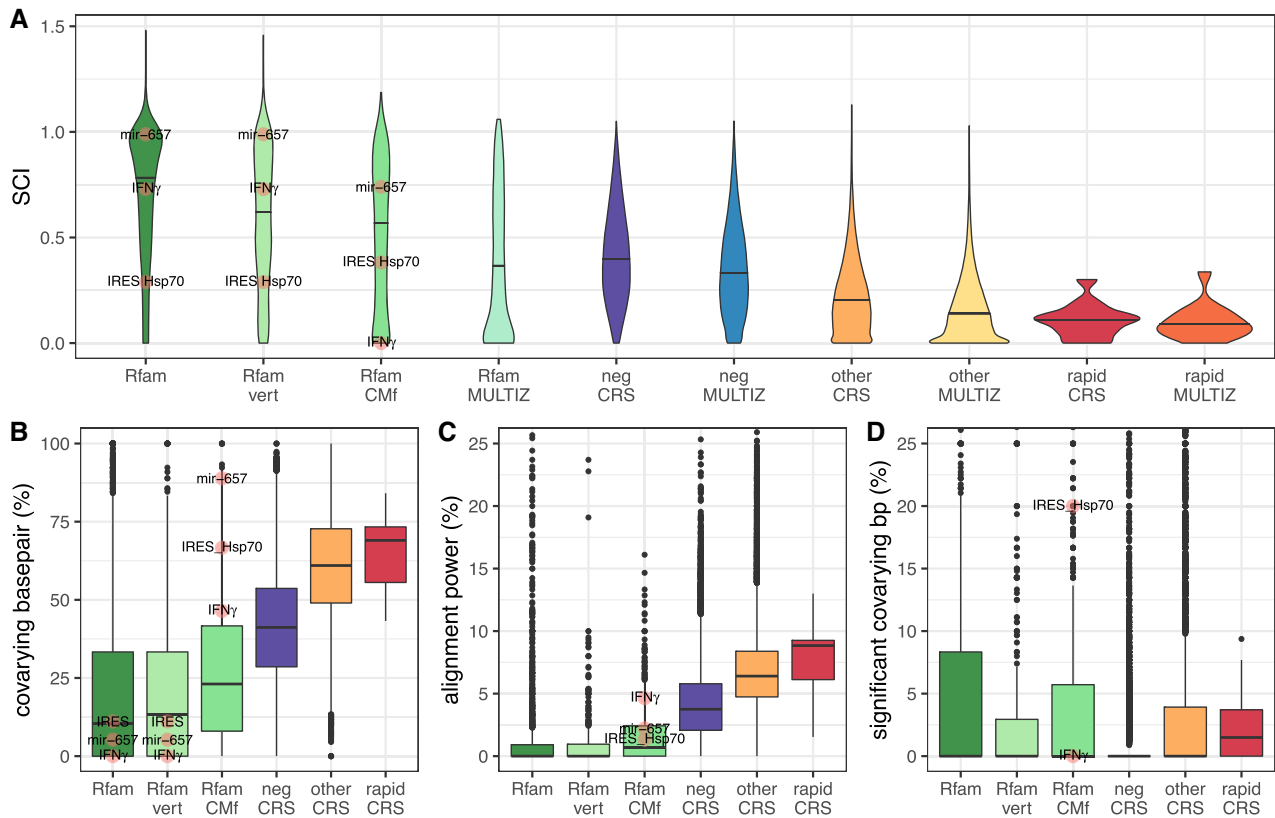 A
SCI
1.5
1.0
0.5
0.0
mir−657
IFNγ
IRES Hsp70
mir−657
IFNγ
IRES Hsp70
mir−657
IRES Hsp70
IFNγ
Rfam
Rfam
vert
Rfam
CMf
Rfam
MULTIZ
neg
CRS
neg
MULTIZ
other
CRS
other
MULTIZ
rapid
CRS
rapid
MULTIZ
B
covarying basepair (%)
100
75
50
25
0
IRES
mir−657
IFNγ
IRES
mir−657
IFNγ
mir−657
IRES Hsp70
IFNγ
Rfam
Rfam
vert
Rfam
CMf
neg
CRS
other
CRS
rapid
CRS
C
alignment power (%)
25
20
15
10
5
0
IFNγ
mir−657
IRES Hsp70
Rfam
Rfam
vert
Rfam
CMf
neg
CRS
other
CRS
rapid
CRS
D
significant covarying bp (%)
25
20
15
10
5
0
IRES Hsp70
IFNγ
Rfam
Rfam
vert
Rfam
CMf
neg
CRS
other
CRS
rapid
CRS